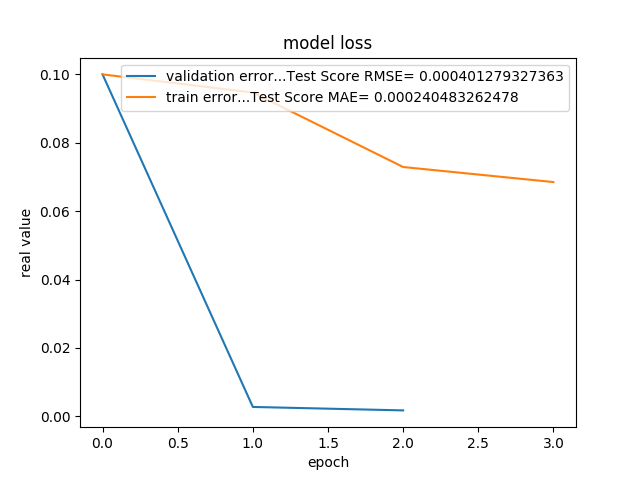 model loss
validation error...Test Score RMSE= 0.000401279327363
train error...Test Score MAE= 0.000240483262478
real value
0.10
0.08
0.06
0.04
0.02
0.00
0.0 0.5 1.0 1.5 2.0 2.5 3.0
epoch